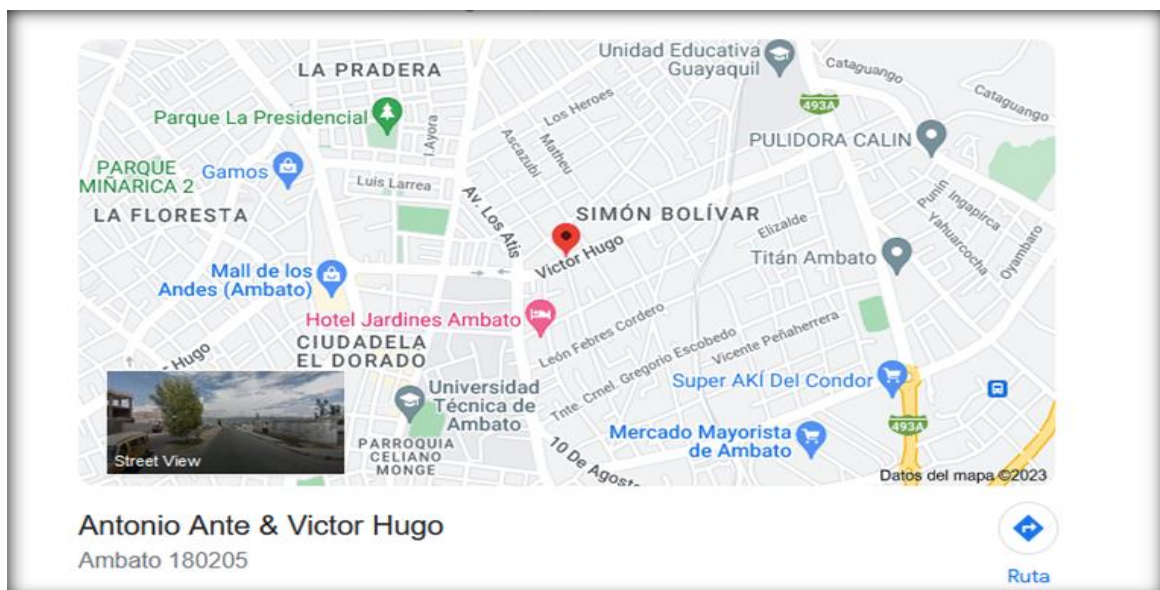 Unidad Educativa
Guayaquil
Cataguango
LA PRADERA
493A
Cataguango
Parque La Presidencial
Los Heroes
I.Ayora
Ascazubi
Matheu
PULIDORA CALIN
PARQUE
MIÑARICA 2
Gamos
Luis Larrea
Av. Los Atis
Punin
Ingapirca
Yahuarcocha
Oyambaro
LA FLORESTA
SIMÓN BOLÍVAR
Elizalde
Victor Hugo
Titán Ambato
Mall de los
Andes (Ambato)
Hotel Jardines Ambato
León Febres Cordero
CIUDADELA
EL DORADO
Hugo
Tnte. Crnel. Gregorio Escobedo
Vicente Peñaherrera
Super AKÍ Del Condor
Universidad
Técnica de
Ambato
493A
Mercado Mayorista
de Ambato
PARROQUIA
CELIANO
MONGE
10 De Agosto
Street View
Datos del mapa ©2023
Antonio Ante & Victor Hugo
Ambato 180205
Ruta